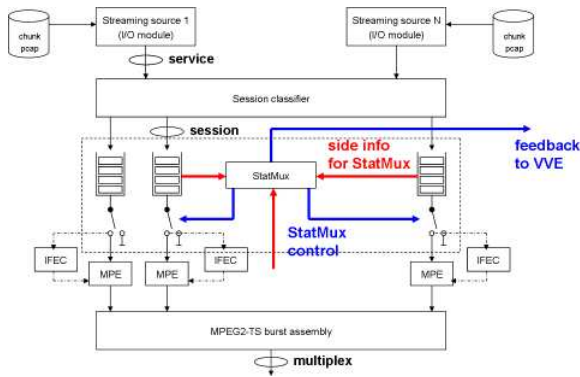 chunk
pcap
Streaming source 1
(I/O module)
Streaming source N
(I/O module)
chunk
pcap
service
Session classifier
session
side info
for StatMux
feedback
to VVE
StatMux
StatMux
control
IFEC
MPE
MPE
IFEC
MPE
IFEC
MPEG2-TS burst assembly
multiplex